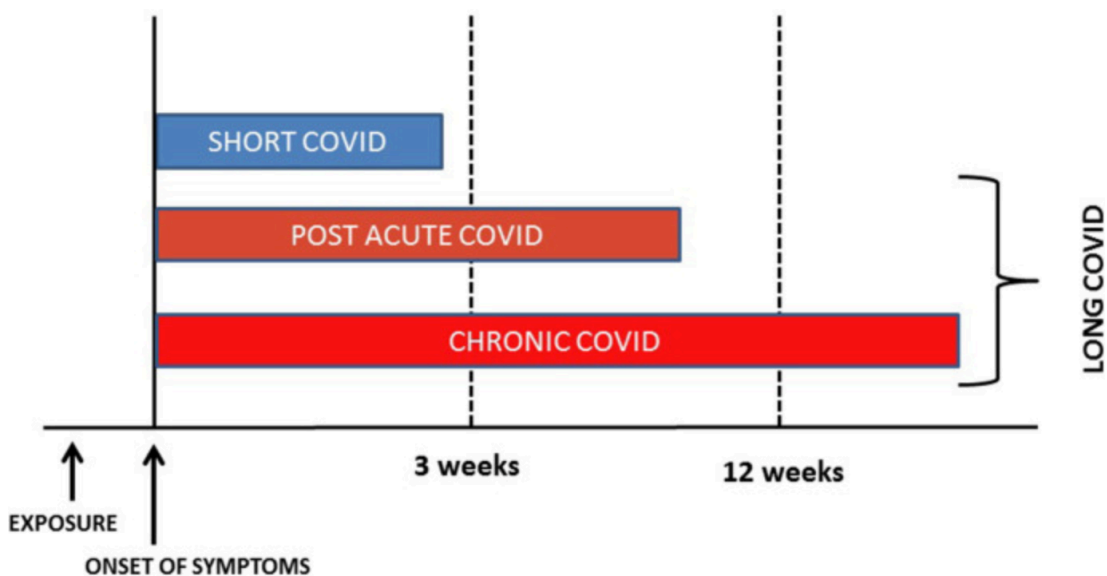 SHORT COVID
POST ACUTE COVID
CHRONIC COVID
LONG COVID
3 weeks
12 weeks
EXPOSURE
ONSET OF SYMPTOMS